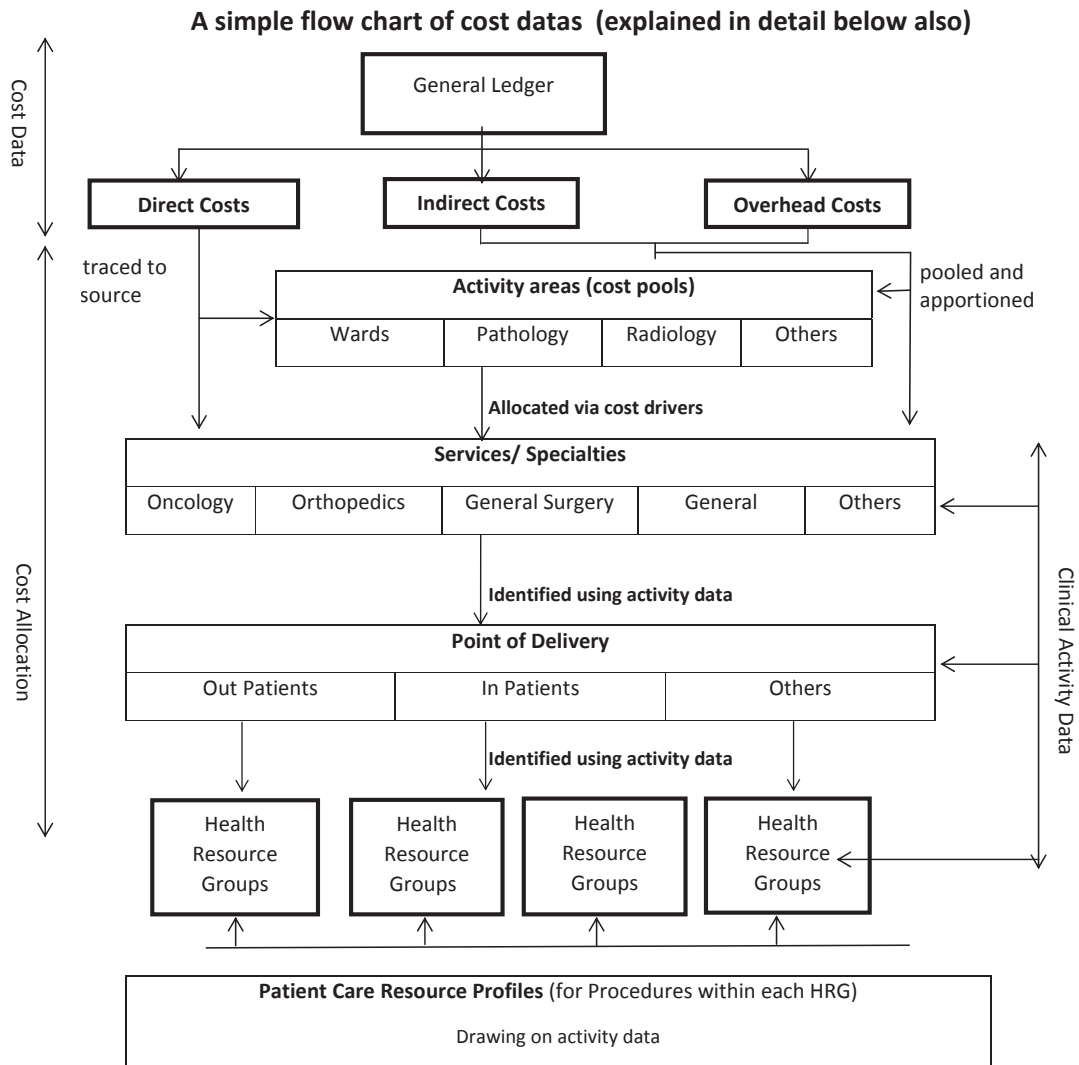 A simple flow chart of cost datas (explained in detail below also)
Cost Data
General Ledger
Direct Costs
Indirect Costs
Overhead Costs
traced to
source
Activity areas (cost pools)
pooled and
apportioned
Wards
Pathology
Radiology
Others
Allocated via cost drivers
Services/ Specialties
Oncology
Orthopedics
General Surgery
General
Others
Cost Allocation
Identified using activity data
Clinical Activity Data
Point of Delivery
Out Patients
In Patients
Others
Identified using activity data
Health
Resource
Groups
Health
Resource
Groups
Health
Resource
Groups
Health
Resource
Groups
Patient Care Resource Profiles (for Procedures within each HRG)
Drawing on activity data